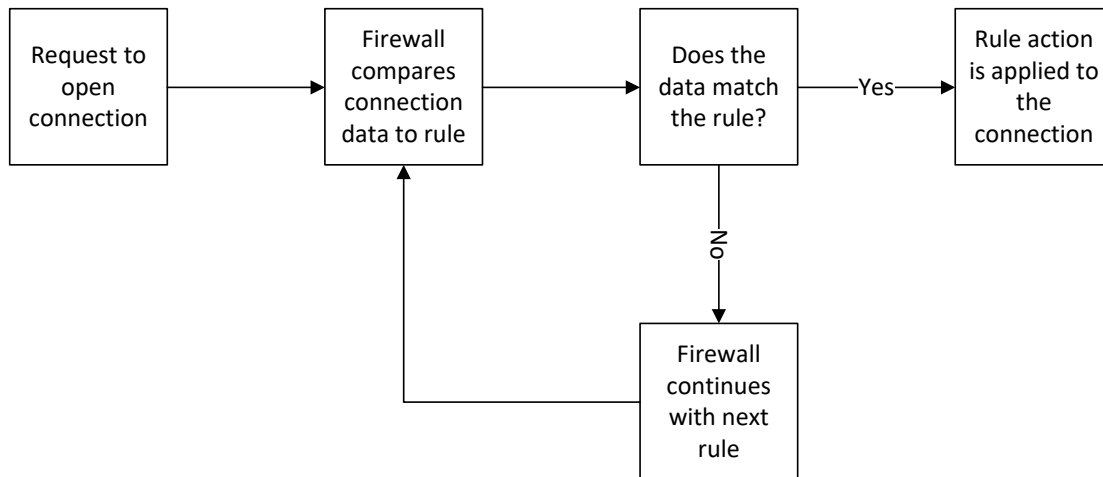 Request to
open
connection
Firewall
compares
connection
data to rule
Does the
data match
the rule?
Yes
Rule action
is applied to
the
connection
No
Firewall
continues
with next
rule